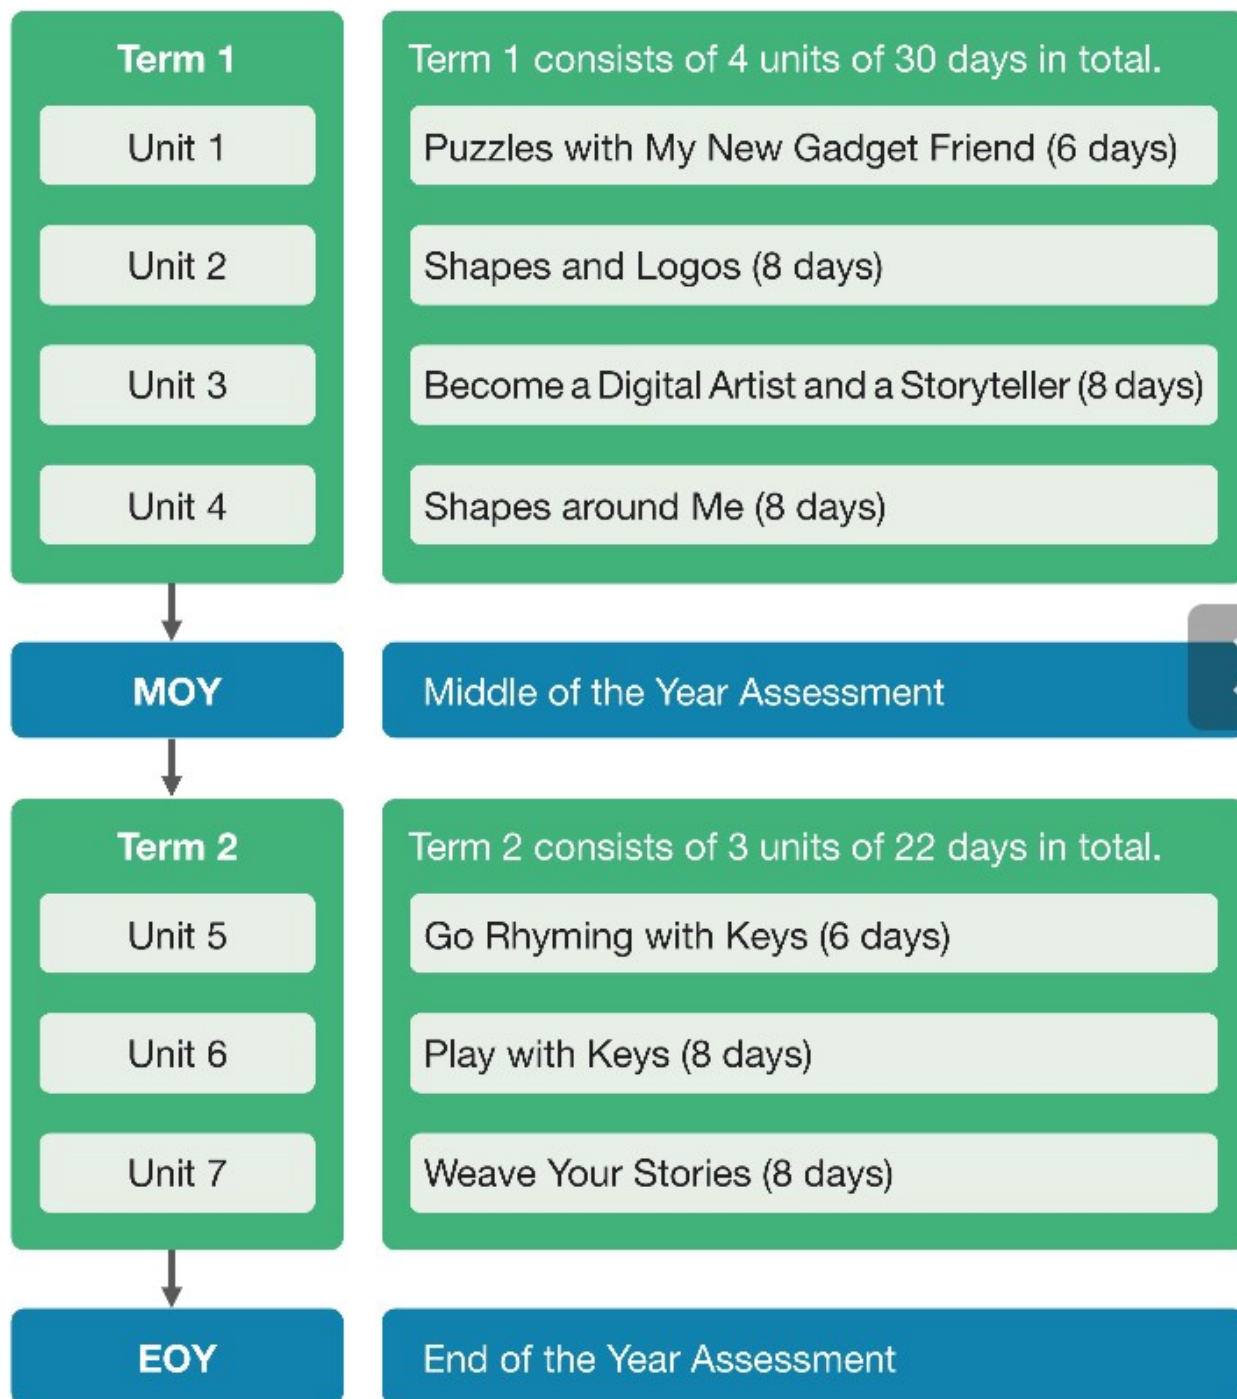 Term 1
Term 1 consists of 4 units of 30 days in total.
Unit 1
Puzzles with My New Gadget Friend (6 days)
Unit 2
Shapes and Logos (8 days)
Unit 3
Become a Digital Artist and a Storyteller (8 days)
Unit 4
Shapes around Me (8 days)
MOY
Middle of the Year Assessment
Term 2
Term 2 consists of 3 units of 22 days in total.
Unit 5
Go Rhyming with Keys (6 days)
Unit 6
Play with Keys (8 days)
Unit 7
Weave Your Stories (8 days)
EOY
End of the Year Assessment